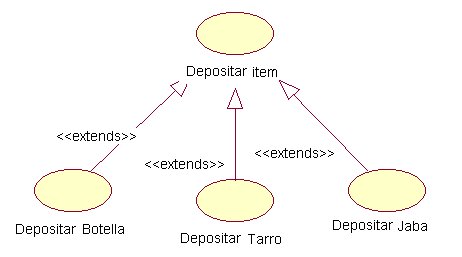 Depositar item
<<extends>>
<<extends>>
<<extends>>
Depositar Botella
Depositar Tarro
Depositar Jaba